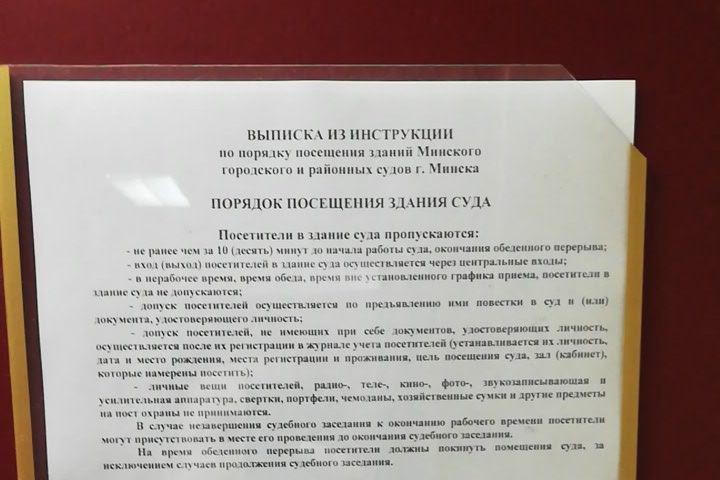 ВЫПИСКА ИЗ ИНСТРУКЦИИ
по порядку посещения зданий Минского
городского и районных судов г. Минска
ПОРЯДОК ПОСЕЩЕНИЯ ЗДАНИЯ СУДА
Посетители в здание суда пропускаются:
- не ранее чем за 10 (десять) минут до начала работы суда, окончания обеденного перерыва;
- вход (выход) посетителей в здание суда осуществляется через центральные входы;
- в нерабочее время, время обеда, время вне установленного графика приема, посетители в
здание суда не допускаются;
- допуск посетителей осуществляется по предъявлению ими повестки в суд и (или)
документа, удостоверяющего личность;
- допуск посетителей, не имеющих при себе документов, удостоверяющих личность,
осуществляется после их регистрации в журнале учета посетителей (устанавливается их личность,
дата и место рождения, места регистрации и проживания, цель посещения суда, зал (кабинет),
которые намерены посетить);
- личные вещи посетителей, радио-, теле-, кино-, фото-, звукозаписывающая и
усилительная аппаратура, свертки, портфели, чемоданы, хозяйственные сумки и другие предметы
на пост охраны не принимаются.
В случае незавершения судебного заседания к окончанию рабочего времени посетители
могут присутствовать в месте его проведения до окончания судебного заседания.
На время обеденного перерыва посетители должны покинуть помещения суда, за
исключением случаев продолжения судебного заседания.